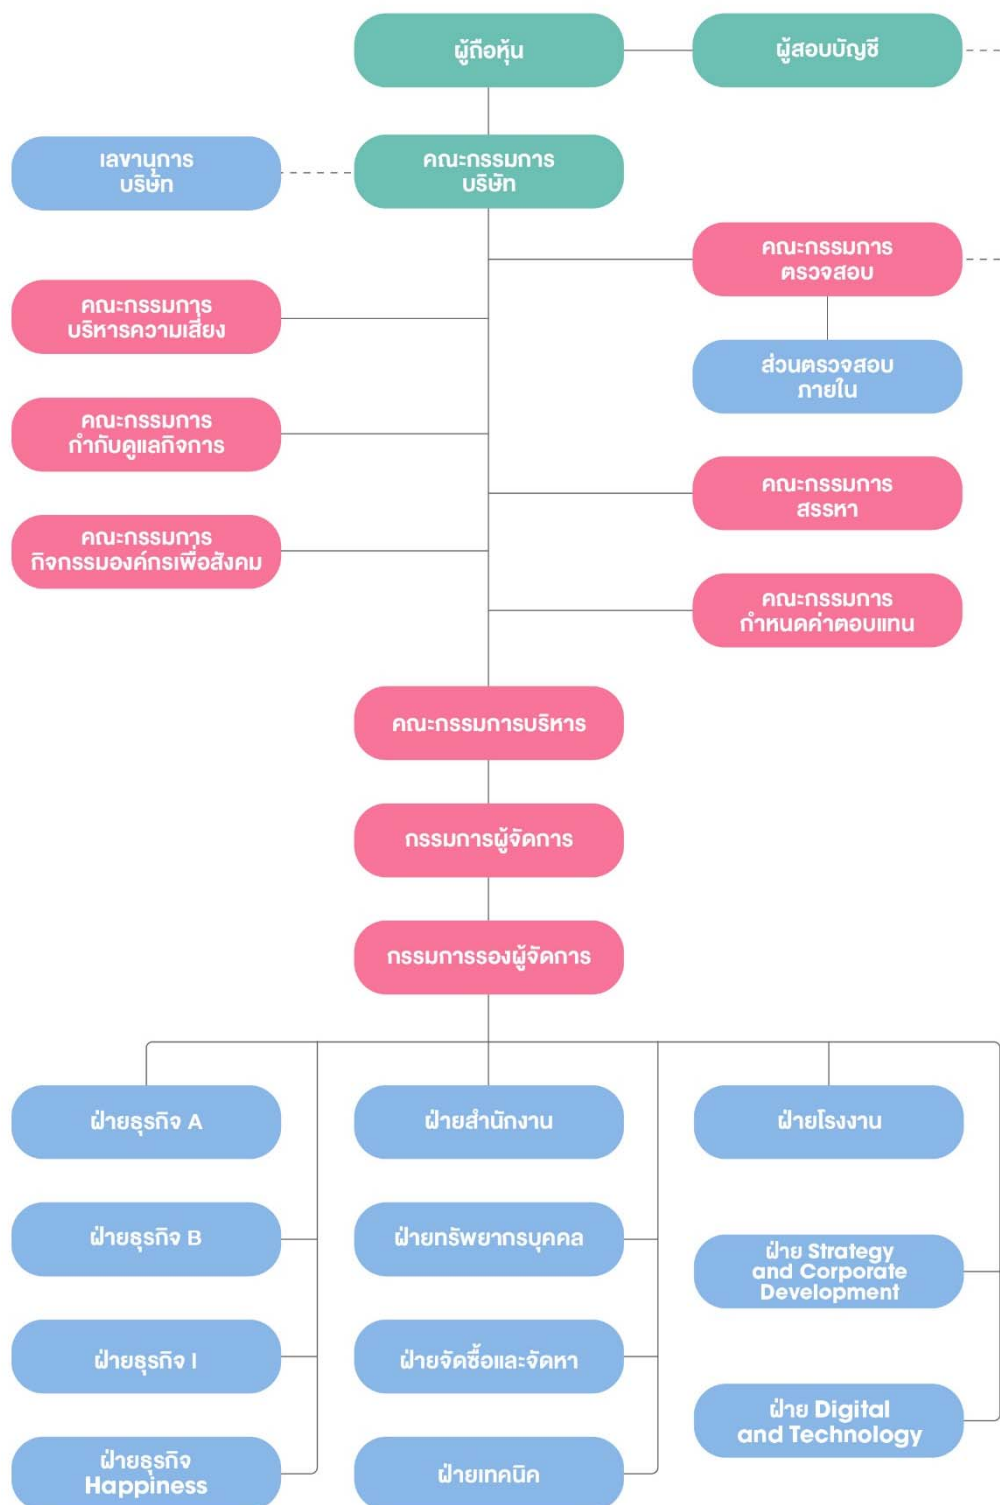 ผู้ถือหุ้น
ผู้สอบบัญชี
เลขานุการ
บริษัท
คณะกรรมการ
บริษัท
คณะกรรมการ
ตรวจสอบ
คณะกรรมการ
บริหารความเสี่ยง
ส่วนตรวจสอบ
ภายใน
คณะกรรมการ
กำกับดูแลกิจการ
คณะกรรมการ
สรรหา
คณะกรรมการ
กิจกรรมองค์กรเพื่อสังคม
คณะกรรมการ
กำหนดค่าตอบแทน
คณะกรรมการบริหาร
กรรมการผู้จัดการ
กรรมการรองผู้จัดการ
ฝ่ายธุรกิจ A
ฝ่ายสำนักงาน
ฝ่ายโรงงาน
ฝ่ายธุรกิจ B
ฝ่ายทรัพยากรบุคคล
ฝ่าย Strategy
and Corporate
Development
ฝ่ายธุรกิจ I
ฝ่ายจัดซื้อและจัดหา
ฝ่าย Digital
and Technology
ฝ่ายธุรกิจ
Happiness
ฝ่ายเทคนิค